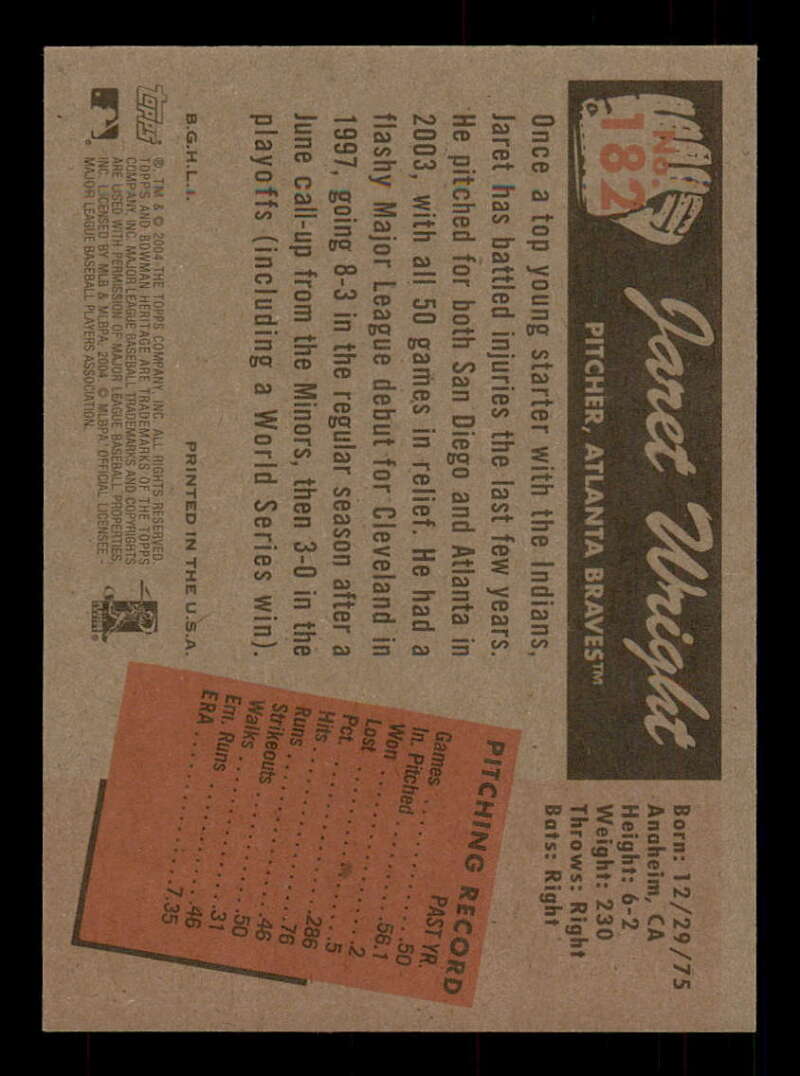 No.
182
Jaret Wright
PITCHER, ATLANTA BRAVES™
Born: 12/29/75
Anaheim, CA
Height: 6-2
Weight: 230
Throws: Right
Bats: Right
Once a top young starter with the Indians,
Jaret has battled injuries the last few years.
He pitched for both San Diego and Atlanta in
2003, with all 50 games in relief. He had a
flashy Major League debut for Cleveland in
1997, going 8-3 in the regular season after a
June call-up from the Minors, then 3-0 in the
playoffs (including a World Series win).
PITCHING RECORD
PAST YR.
Games ..........50
In. Pitched ..........56.1
Won ..........2
Lost ..........5
Pct. ...........286
Hits ..........76
Runs ..........46
Strikeouts ..........50
Walks ..........31
Ern. Runs ..........46
ERA ..........7.35
B.G.H.L.I. PRINTED IN THE U.S.A.
Topps
®, TM & © 2004 THE TOPPS COMPANY, INC. ALL RIGHTS RESERVED.
TOPPS AND BOWMAN HERITAGE ARE TRADEMARKS OF THE TOPPS
COMPANY, INC. MAJOR LEAGUE BASEBALL TRADEMARKS AND COPYRIGHTS
ARE USED WITH PERMISSION OF MAJOR LEAGUE BASEBALL PROPERTIES,
INC. LICENSED BY MLB & MLBPA, 2004. © MLBPA. OFFICIAL LICENSEE -
MAJOR LEAGUE BASEBALL PLAYERS ASSOCIATION.